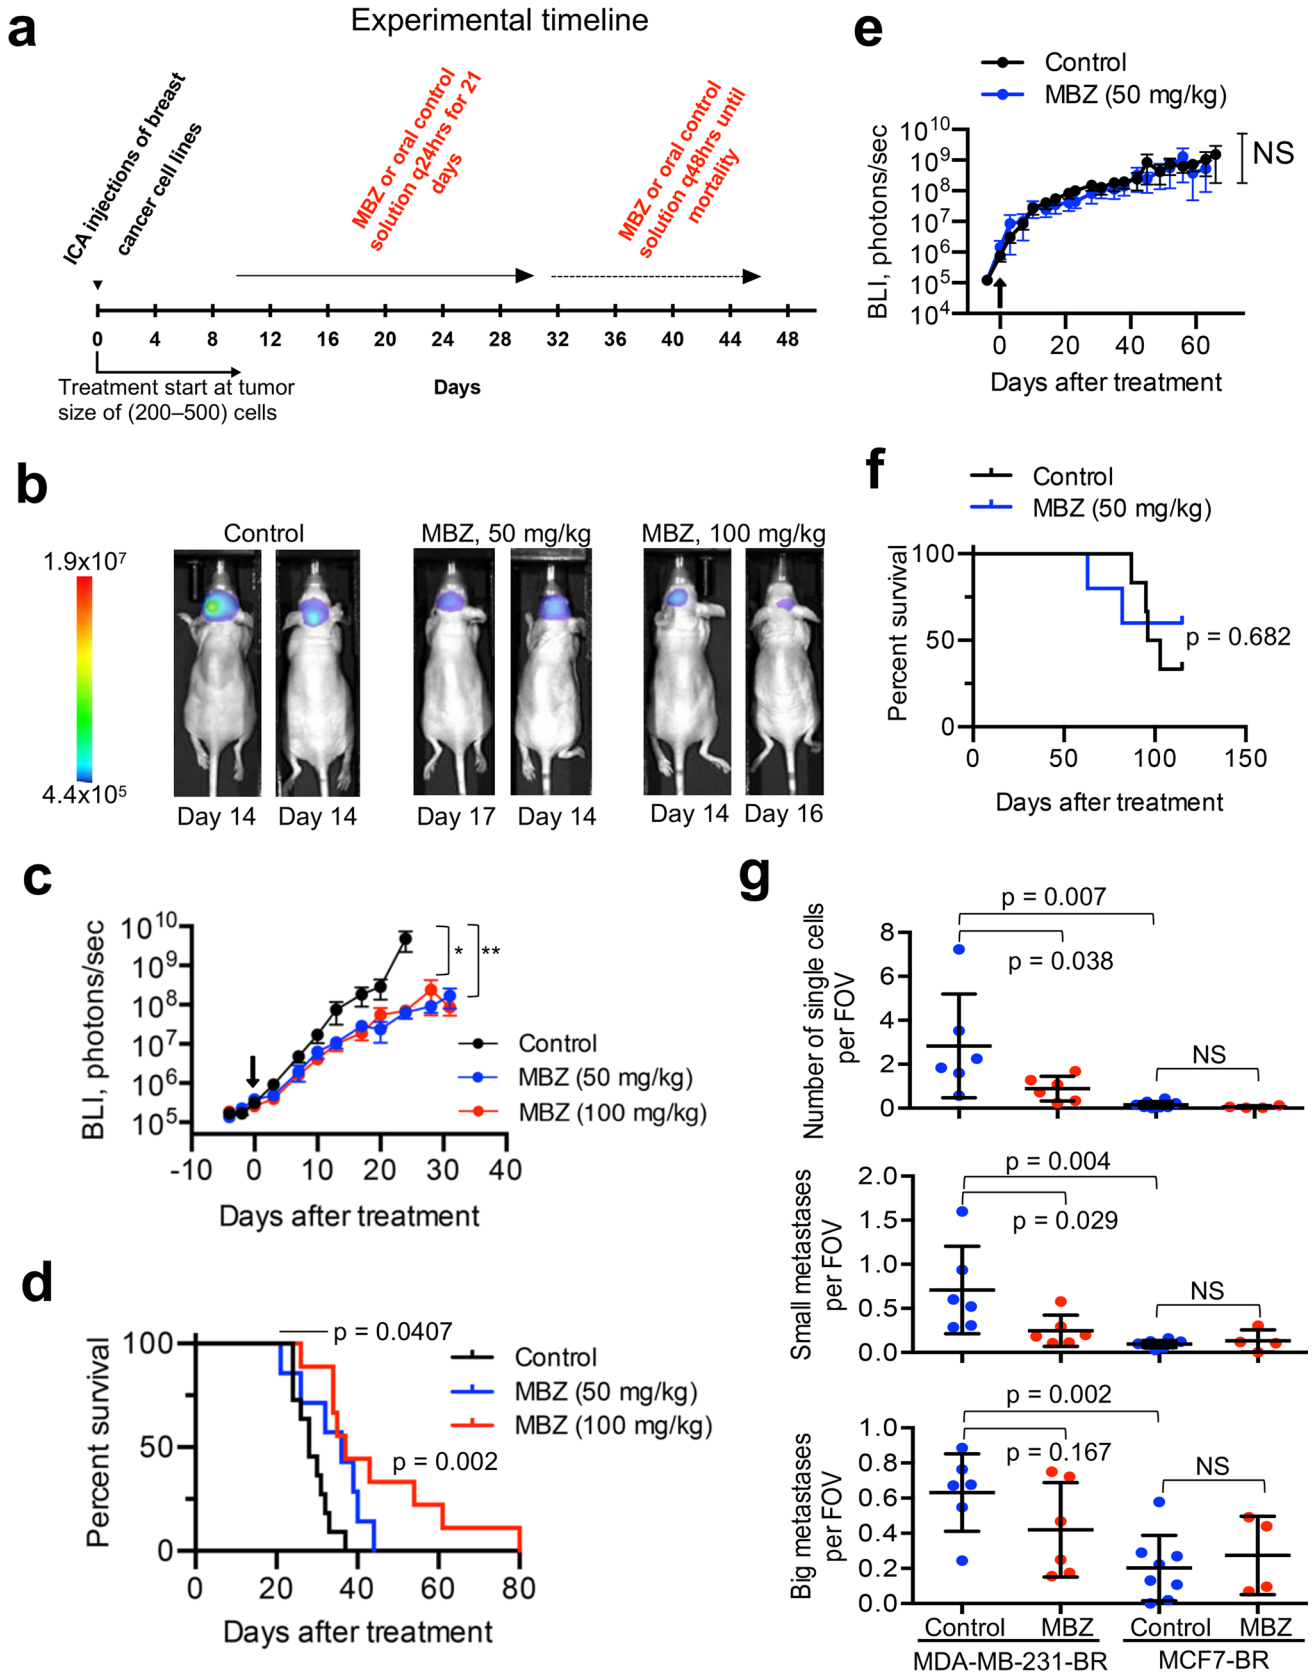 a
Experimental timeline
ICA injections of breast
cancer cell lines
MBZ or oral control
solution q24hrs for 21
days
MBZ or oral control
solution q48hrs until
mortality
0 4 8 12 16 20 24 28 32 36 40 44 48
0
Treatment start at tumor
size of (200–500) cells
Days
b
Control
MBZ, 50 mg/kg
MBZ, 100 mg/kg
1.9x10⁷
4.4x10⁵
Day 14
Day 14
Day 17
Day 14
Day 14
Day 16
c
BLI, photons/sec
10¹⁰
10⁹
10⁸
10⁷
10⁶
10⁵
* **
Control
MBZ (50 mg/kg)
MBZ (100 mg/kg)
-10 0 10 20 30 40
Days after treatment
d
Percent survival
100
50
0
p = 0.0407
Control
MBZ (50 mg/kg)
MBZ (100 mg/kg)
p = 0.002
0 20 40 60 80
Days after treatment
e
Control
MBZ (50 mg/kg)
BLI, photons/sec
10¹⁰
10⁹
10⁸
10⁷
10⁶
10⁵
10⁴
NS
0 20 40 60
Days after treatment
f
Control
MBZ (50 mg/kg)
Percent survival
100
50
0
p = 0.682
0 50 100 150
Days after treatment
g
Number of single cells
per FOV
8
6
4
2
0
p = 0.007
p = 0.038
NS
Small metastases
per FOV
2.0
1.5
1.0
0.5
0.0
p = 0.004
p = 0.029
NS
Big metastases
per FOV
1.0
0.8
0.6
0.4
0.2
0.0
p = 0.002
p = 0.167
NS
Control MBZ Control MBZ
MDA-MB-231-BR MCF7-BR